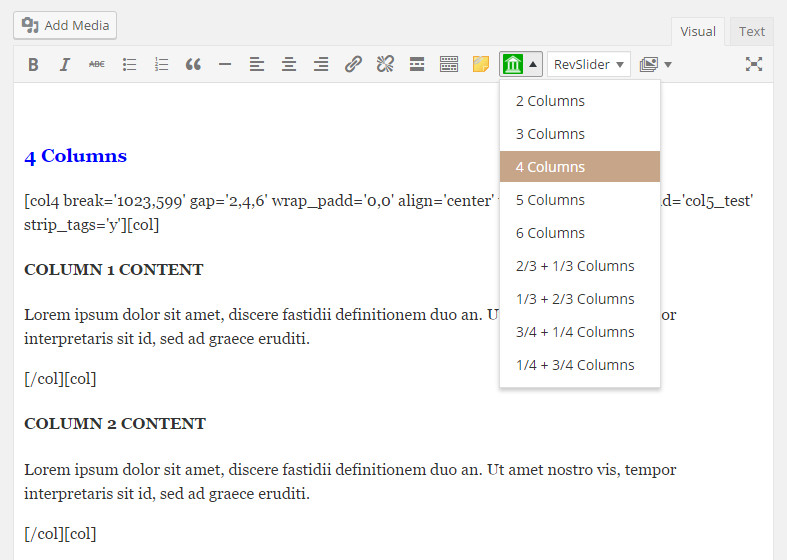 Add Media
Visual
Text
B I ABC
RevSlider
2 Columns
3 Columns
4 Columns
5 Columns
6 Columns
2/3 + 1/3 Columns
1/3 + 2/3 Columns
3/4 + 1/4 Columns
1/4 + 3/4 Columns
4 Columns
[col4 break='1023,599' gap='2,4,6' wrap_padd='0,0' align='center' d='col5_test'
strip_tags='y'][col]
COLUMN 1 CONTENT
Lorem ipsum dolor sit amet, discere fastidii definitionem duo an. U or
interpretaris sit id, sed ad graece eruditi.
[/col][col]
COLUMN 2 CONTENT
Lorem ipsum dolor sit amet, discere fastidii definitionem duo an. Ut amet nostro vis, tempor
interpretaris sit id, sed ad graece eruditi.
[/col][col]